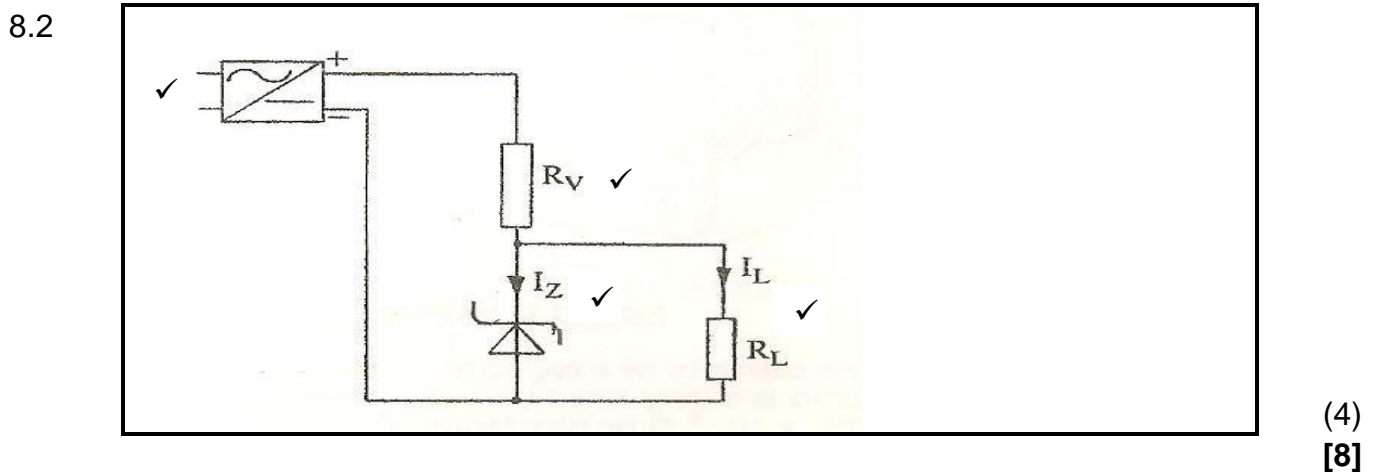 8.2
+
✓
−
R_V ✓
I_L
I_Z ✓
✓
R_L
(4)
[8]